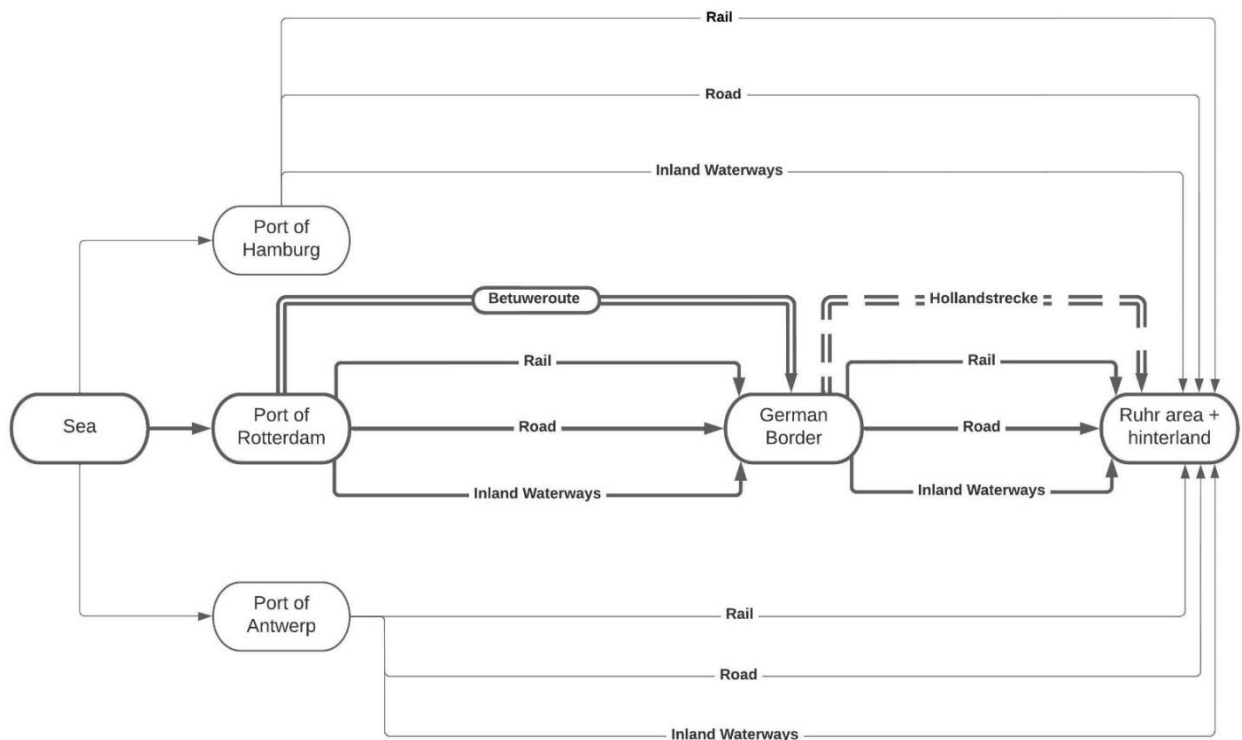 Rail
Road
Inland Waterways
Port of
Hamburg
Betuweroute
Hollandstrecke
Rail
Rail
Sea
Port of
Rotterdam
Road
German
Border
Road
Ruhr area +
hinterland
Inland Waterways
Inland Waterways
Port of
Antwerp
Rail
Road
Inland Waterways